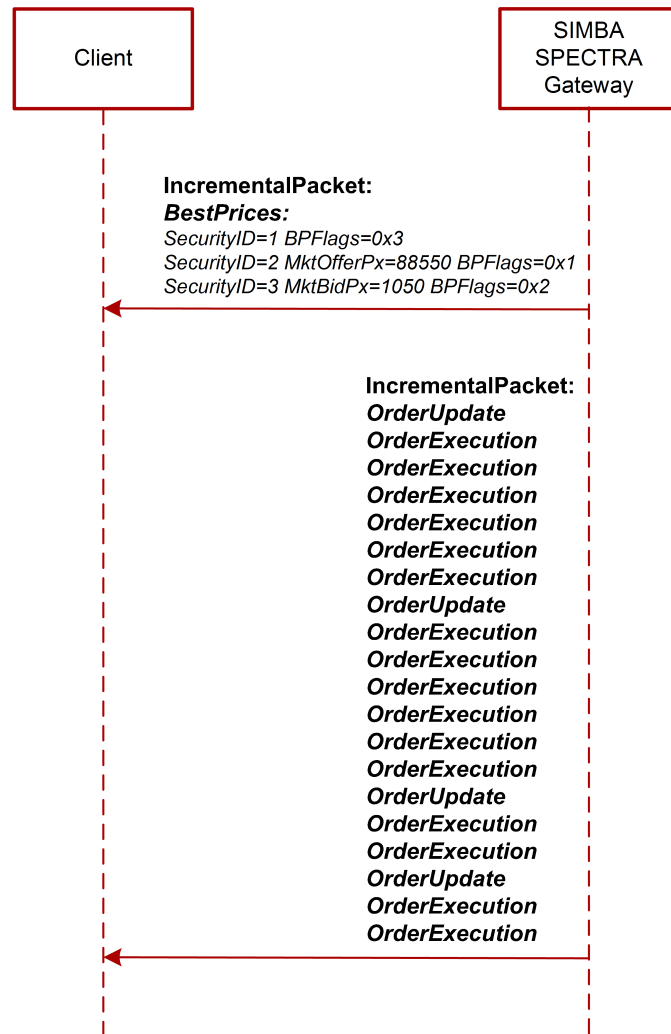 Client
SIMBA
SPECTRA
Gateway
IncrementalPacket:
BestPrices:
SecurityID=1 BPFlags=0x3
SecurityID=2 MktOfferPx=88550 BPFlags=0x1
SecurityID=3 MktBidPx=1050 BPFlags=0x2
IncrementalPacket:
OrderUpdate
OrderExecution
OrderExecution
OrderExecution
OrderExecution
OrderExecution
OrderExecution
OrderUpdate
OrderExecution
OrderExecution
OrderExecution
OrderExecution
OrderExecution
OrderExecution
OrderUpdate
OrderExecution
OrderExecution
OrderUpdate
OrderExecution
OrderExecution